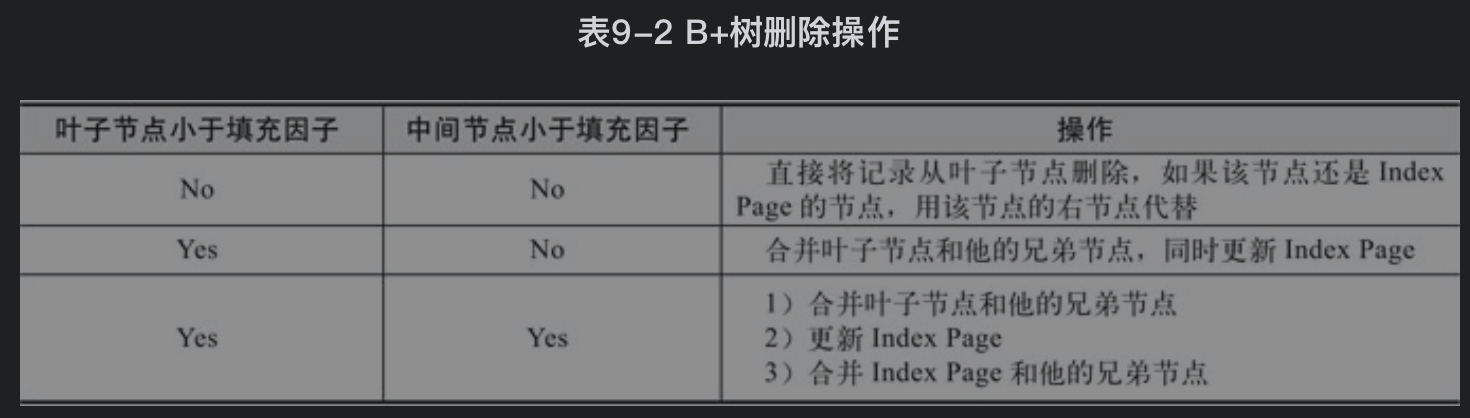 表9-2 B+树删除操作
叶子节点小于填充因子 中间节点小于填充因子 操作
No No 直接将记录从叶子节点删除，如果该节点还是 Index
Page 的节点，用该节点的右节点代替
Yes No 合并叶子节点和他的兄弟节点，同时更新 Index Page
1）合并叶子节点和他的兄弟节点
Yes Yes 2）更新 Index Page
3）合并 Index Page 和他的兄弟节点